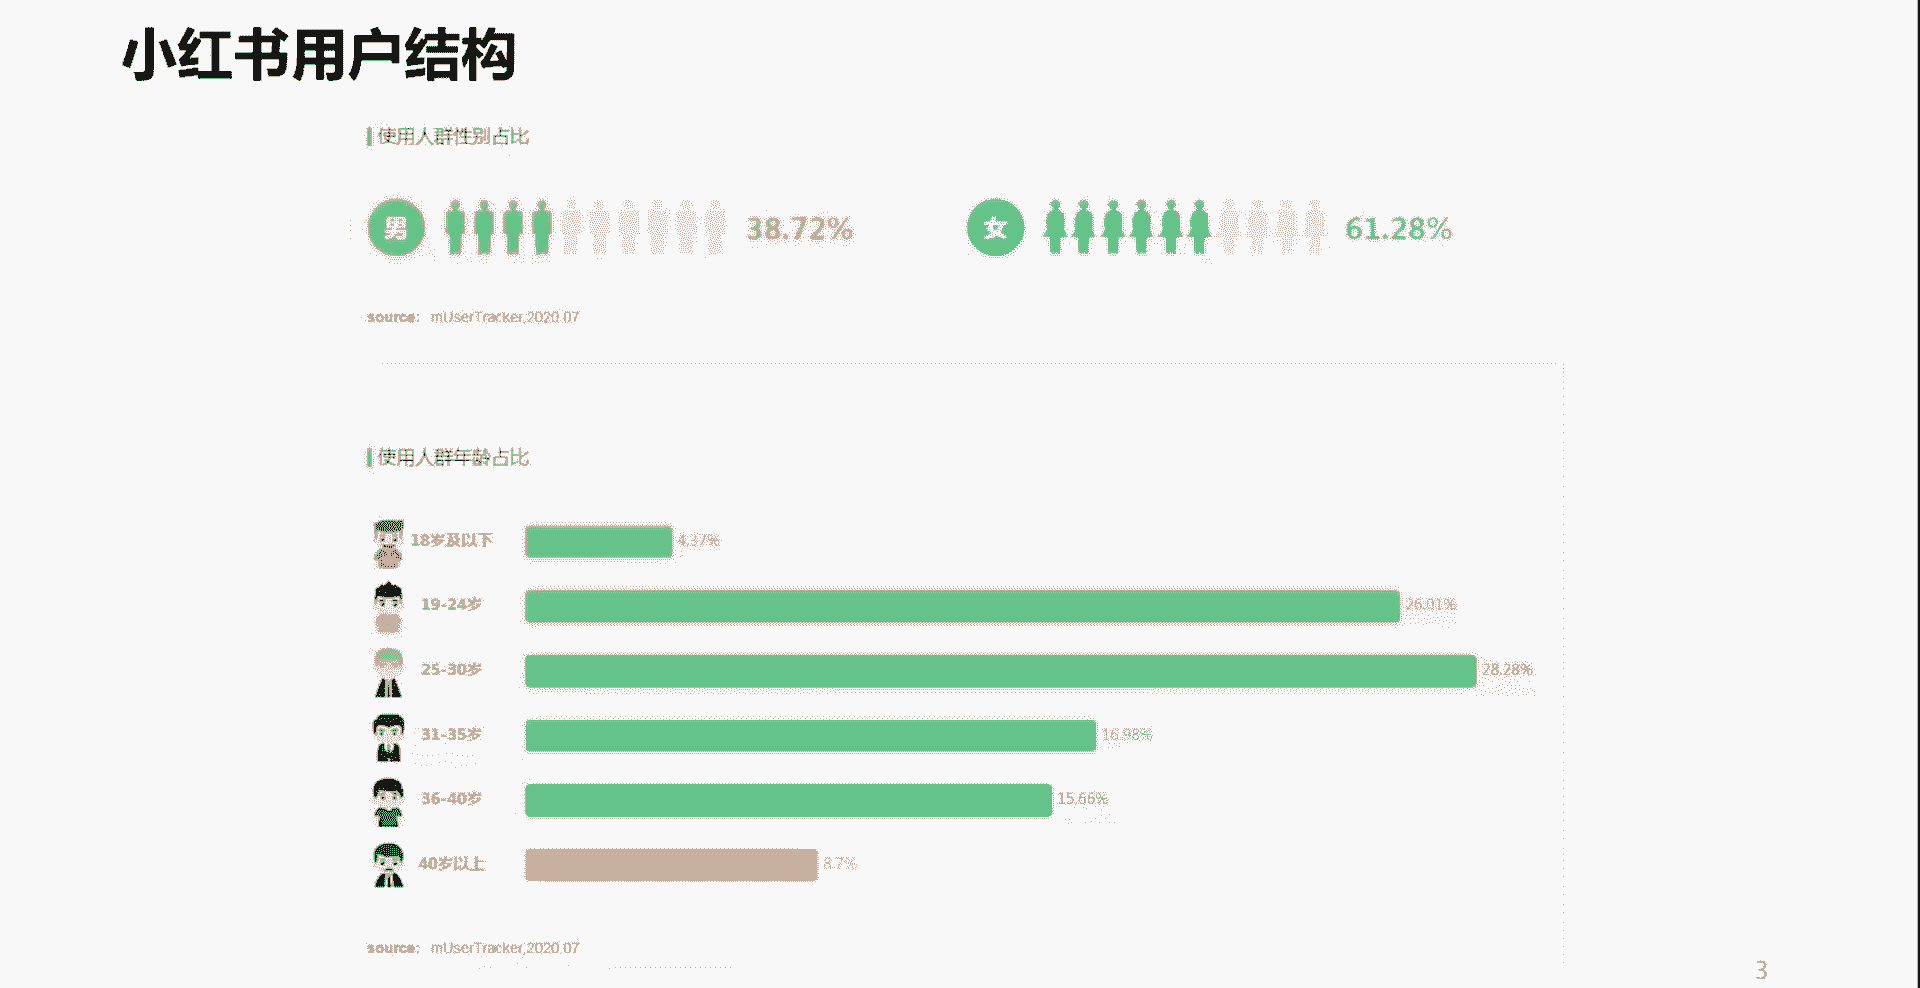 小红书用户结构
使用人群性别占比
男 38.72% 女 61.28%
source: mUserTracker,2020.07
使用人群年龄占比
18岁及以下 4.37%
19-24岁 26.01%
25-30岁 28.28%
31-35岁 16.98%
36-40岁 15.66%
40岁以上 8.7%
source: mUserTracker,2020.07
3